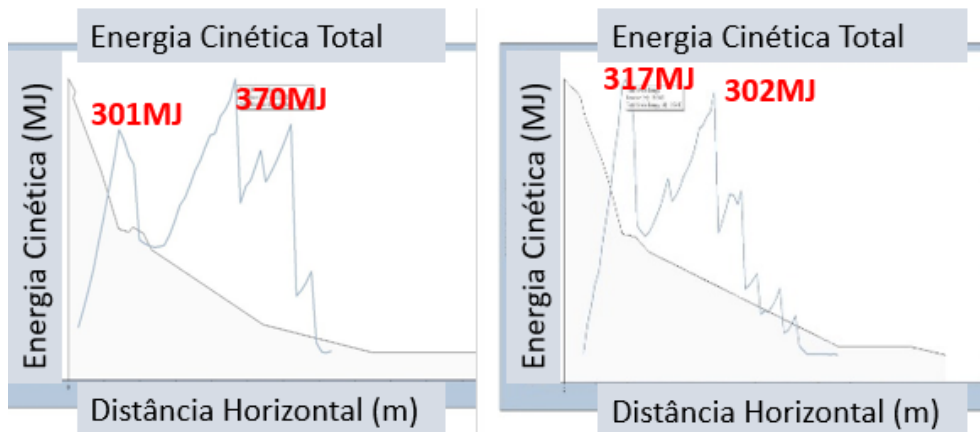 Energia Cinética Total
301MJ
370MJ
Energia Cinética (MJ)
Distância Horizontal (m)
Energia Cinética Total
317MJ
302MJ
Energia Cinética (MJ)
Distância Horizontal (m)